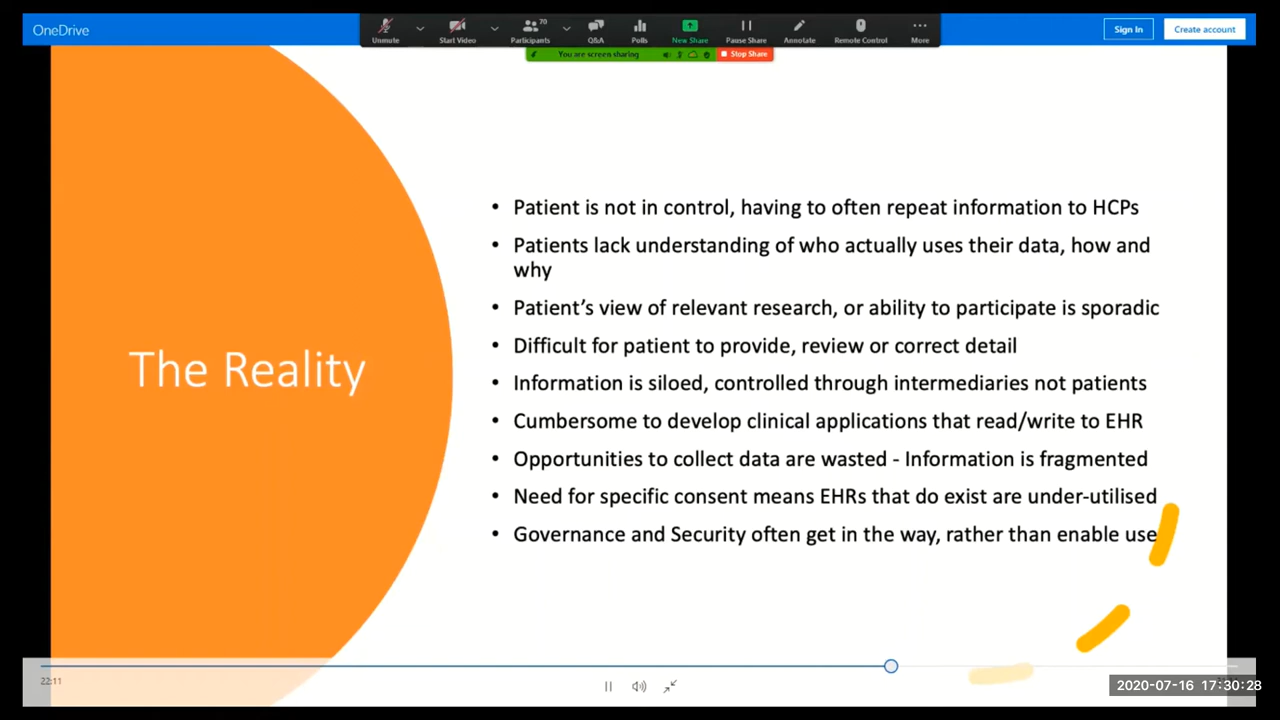 OneDrive
70
Unmute
Start Video
Participants
Q&A
Polls
New Share
Pause Share
Annotate
Remote Control
More
Sign In
Create account
You are screen sharing
Stop Share
The Reality
• Patient is not in control, having to often repeat information to HCPs
• Patients lack understanding of who actually uses their data, how and
why
• Patient's view of relevant research, or ability to participate is sporadic
• Difficult for patient to provide, review or correct detail
• Information is siloed, controlled through intermediaries not patients
• Cumbersome to develop clinical applications that read/write to EHR
• Opportunities to collect data are wasted - Information is fragmented
• Need for specific consent means EHRs that do exist are under-utilised
• Governance and Security often get in the way, rather than enable use
22:11
2020-07-16 17:30:28